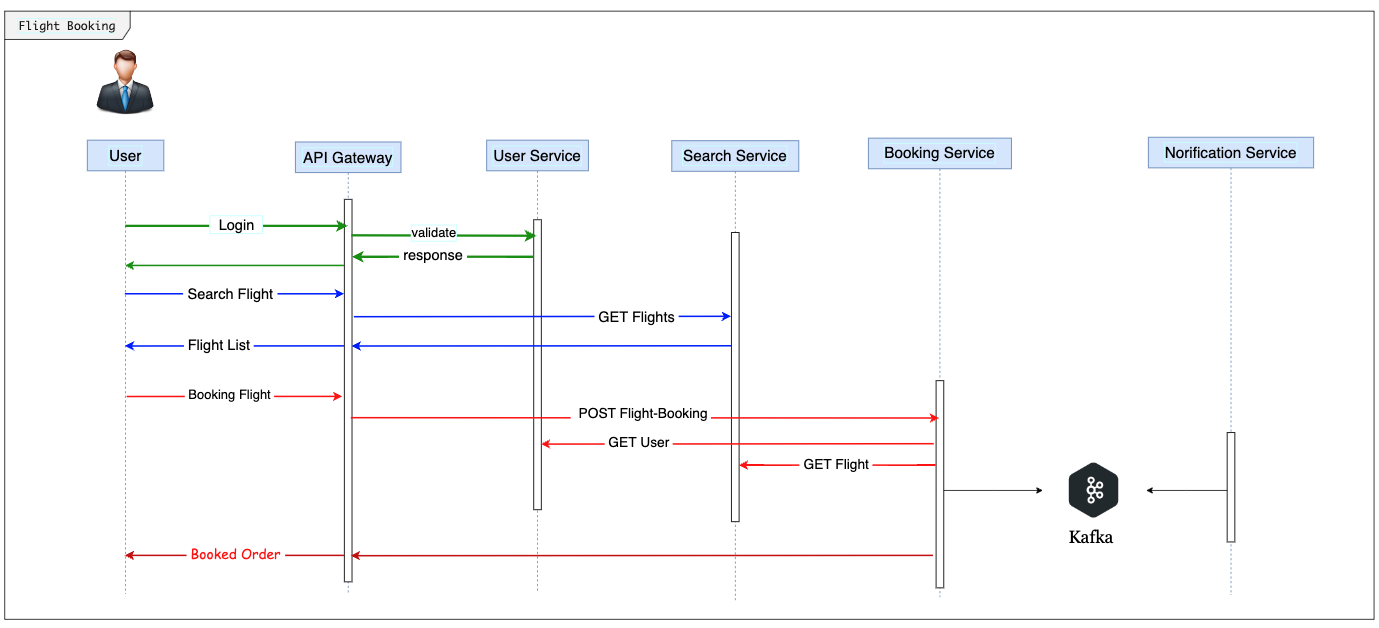 Flight Booking
User
API Gateway
User Service
Search Service
Booking Service
Norification Service
Login
validate
response
Search Flight
GET Flights
Flight List
Booking Flight
POST Flight-Booking
GET User
GET Flight
Kafka
Booked Order